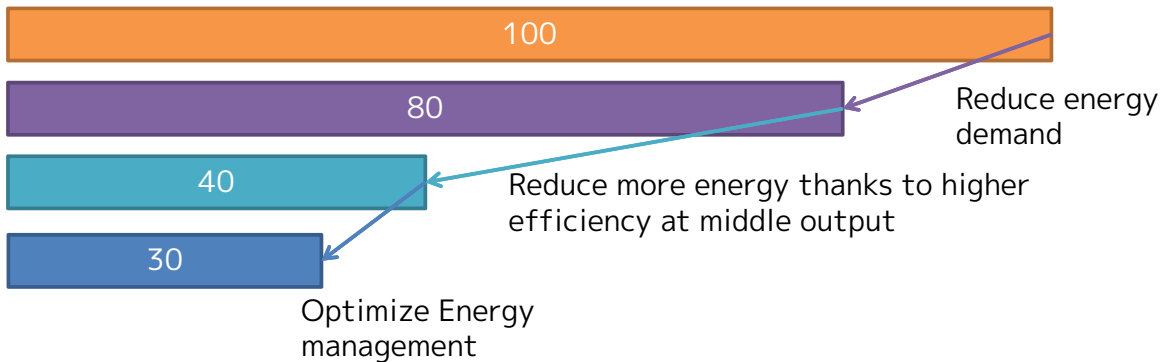 100
80
Reduce energy
demand
40
Reduce more energy thanks to higher
efficiency at middle output
30
Optimize Energy
management